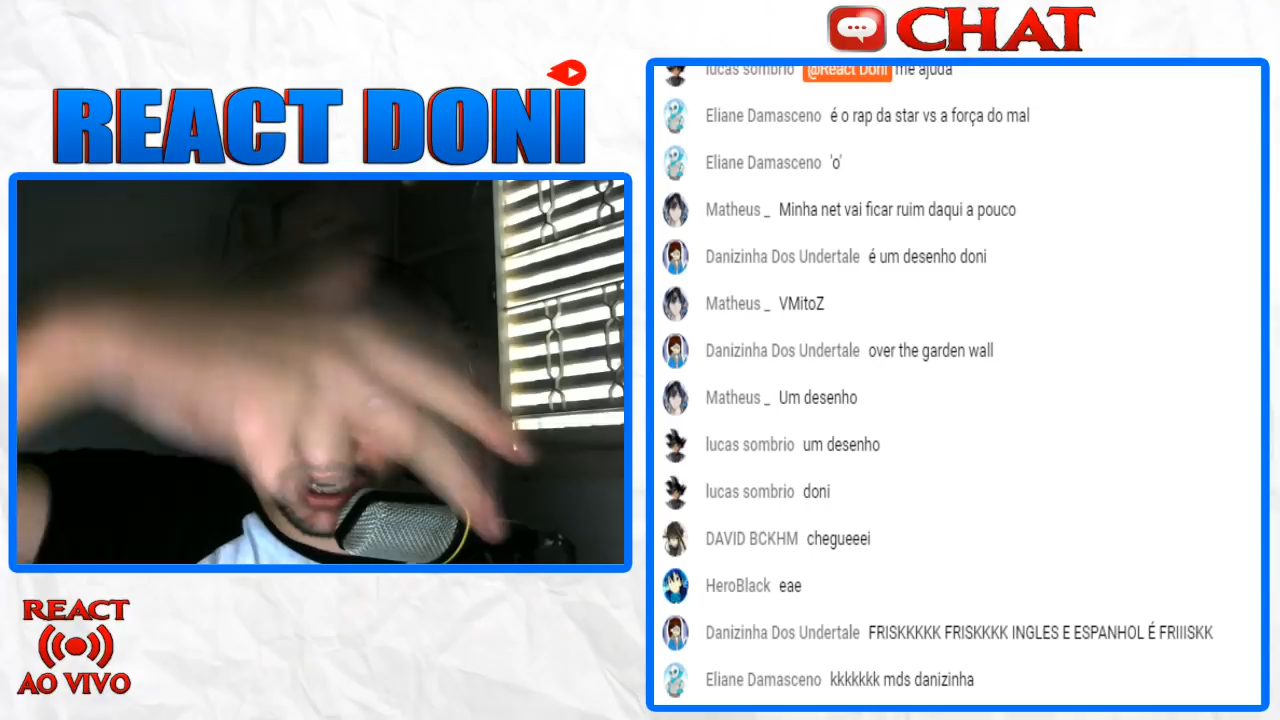 CHAT
REACT DONI
lucas sombrio @React Doni me ajuda
Eliane Damasceno é o rap da star vs a força do mal
Eliane Damasceno 'o'
Matheus _ Minha net vai ficar ruim daqui a pouco
Danizinha Dos Undertale é um desenho doni
Matheus _ VMitoZ
Danizinha Dos Undertale over the garden wall
Matheus _ Um desenho
lucas sombrio um desenho
lucas sombrio doni
DAVID BCKHM chegueeei
HeroBlack eae
Danizinha Dos Undertale FRISKKKKK FRISKKKK INGLES E ESPANHOL É FRIIISKK
Eliane Damasceno kkkkkkk mds danizinha
REACT
AO VIVO